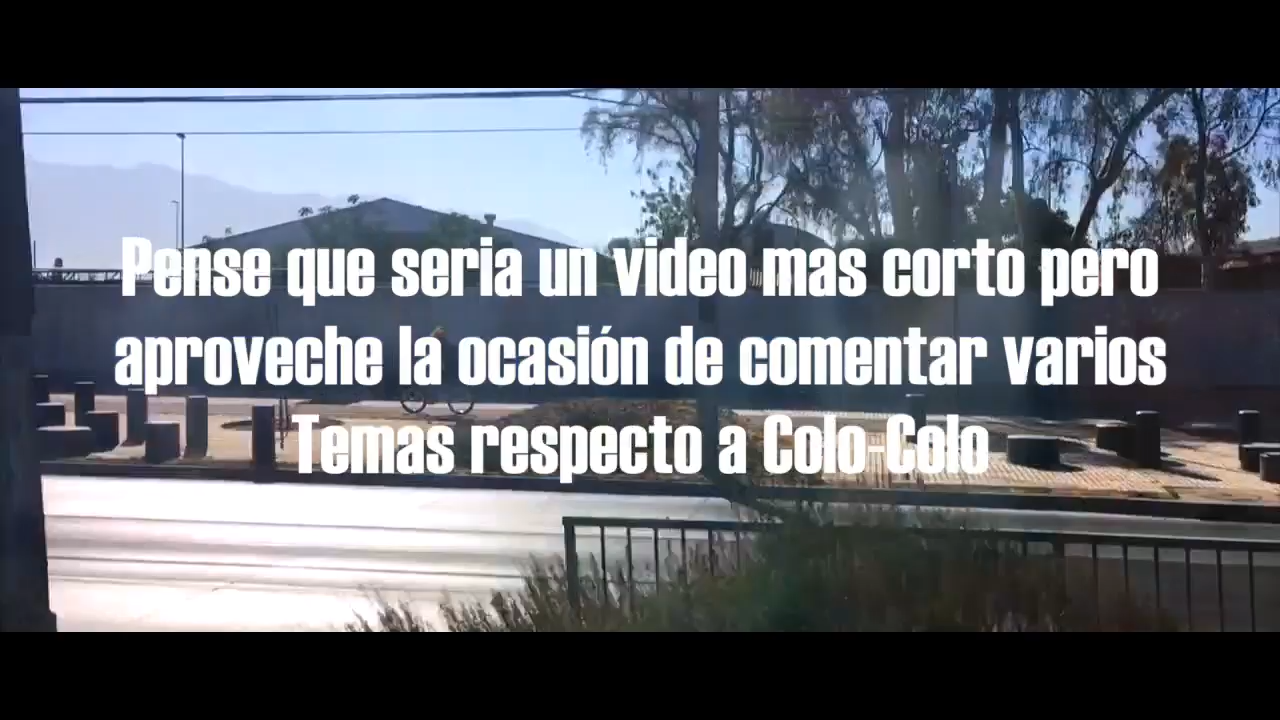 Pense que seria un video mas corto pero
aproveche la ocasión de comentar varios
Temas respecto a Colo-Colo